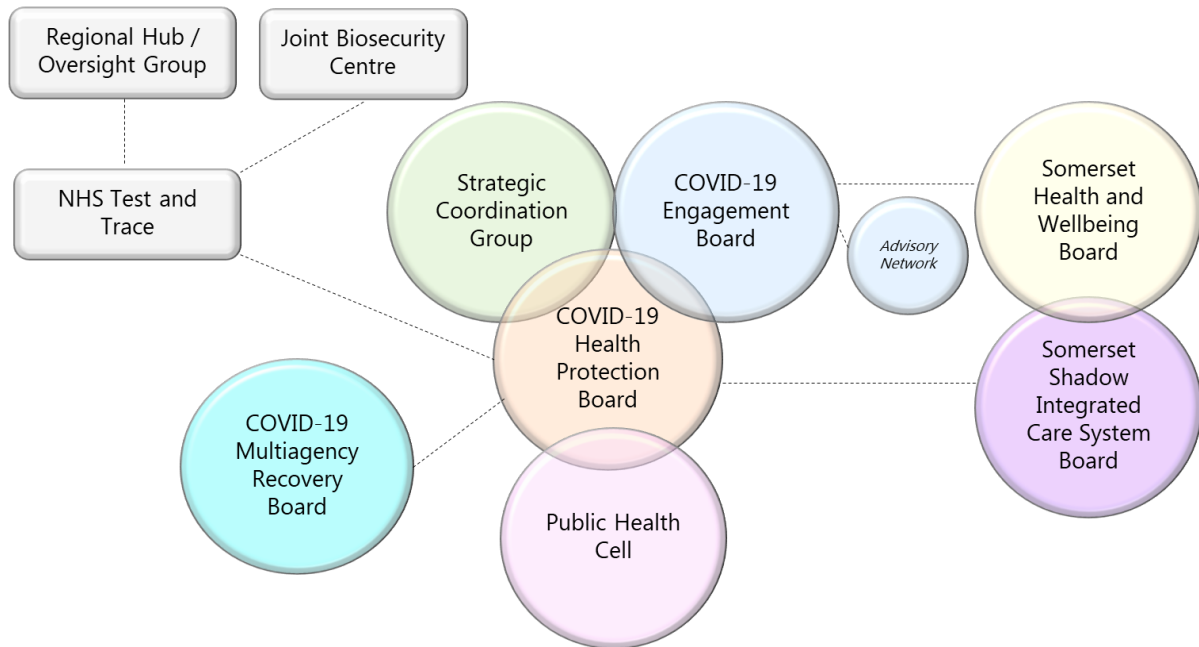 Regional Hub /
Oversight Group
Joint Biosecurity
Centre
NHS Test and
Trace
Strategic
Coordination
Group
COVID-19
Engagement
Board
Advisory
Network
Somerset
Health and
Wellbeing
Board
COVID-19
Health
Protection
Board
Somerset
Shadow
Integrated
Care System
Board
COVID-19
Multiagency
Recovery
Board
Public Health
Cell